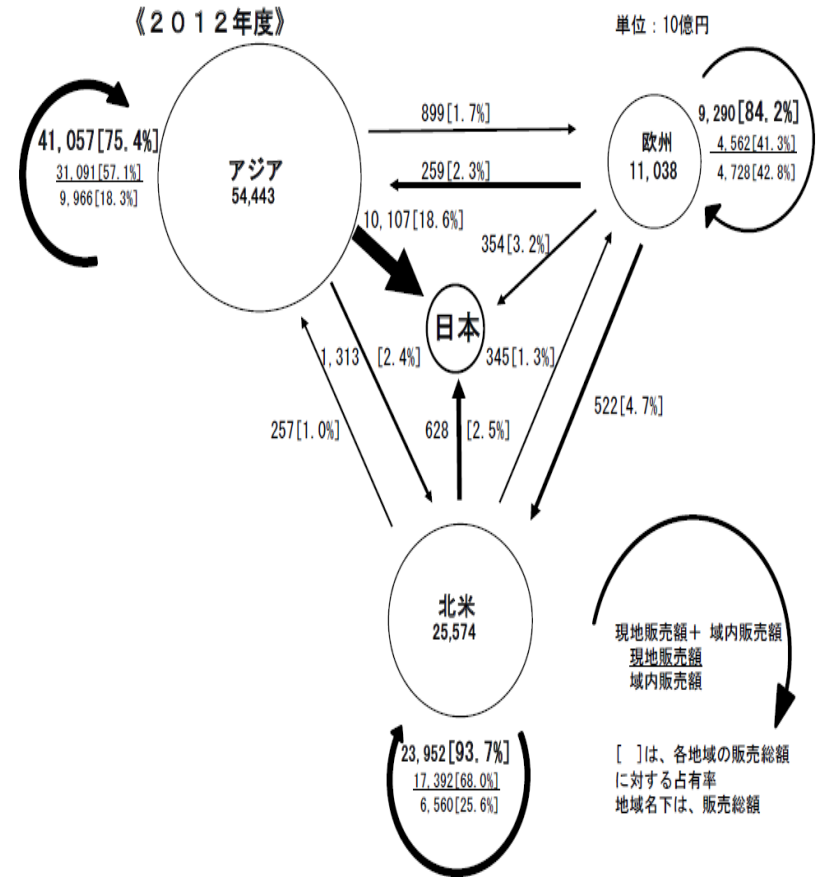 《２０１２年度》
単位：10億円
アジア
54,443
41,057[75.4%]
31,091[57.1%]
9,966[18.3%]
899[1.7%]
259[2.3%]
欧州
11,038
9,290[84.2%]
4,562[41.3%]
4,728[42.8%]
10,107[18.6%]
354[3.2%]
日本
1,313 [2.4%]
345[1.3%]
257[1.0%]
628 [2.5%]
522[4.7%]
北米
25,574
23,952[93.7%]
17,392[68.0%]
6,560[25.6%]
現地販売額＋ 域内販売額
現地販売額
域内販売額
[ ]は、各地域の販売総額
に対する占有率
地域名下は、販売総額